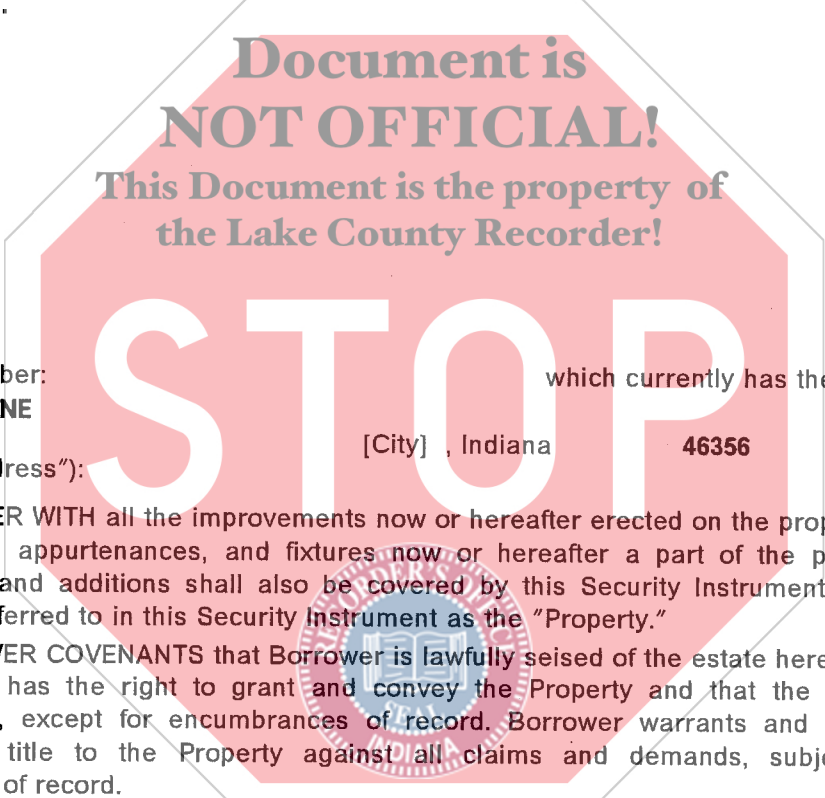 Document is
NOT OFFICIAL!
This Document is the property of
the Lake County Recorder!
STOP
ber: which currently has the
NE
[City] , Indiana 46356
ress"):
ER WITH all the improvements now or hereafter erected on the prop
appurtenances, and fixtures now or hereafter a part of the p
and additions shall also be covered by this Security Instrument
ferred to in this Security Instrument as the "Property."
ER COVENANTS that Borrower is lawfully seised of the estate here
has the right to grant and convey the Property and that the
, except for encumbrances of record. Borrower warrants and
title to the Property against all claims and demands, subje
of record.
SEAL
INDIANA